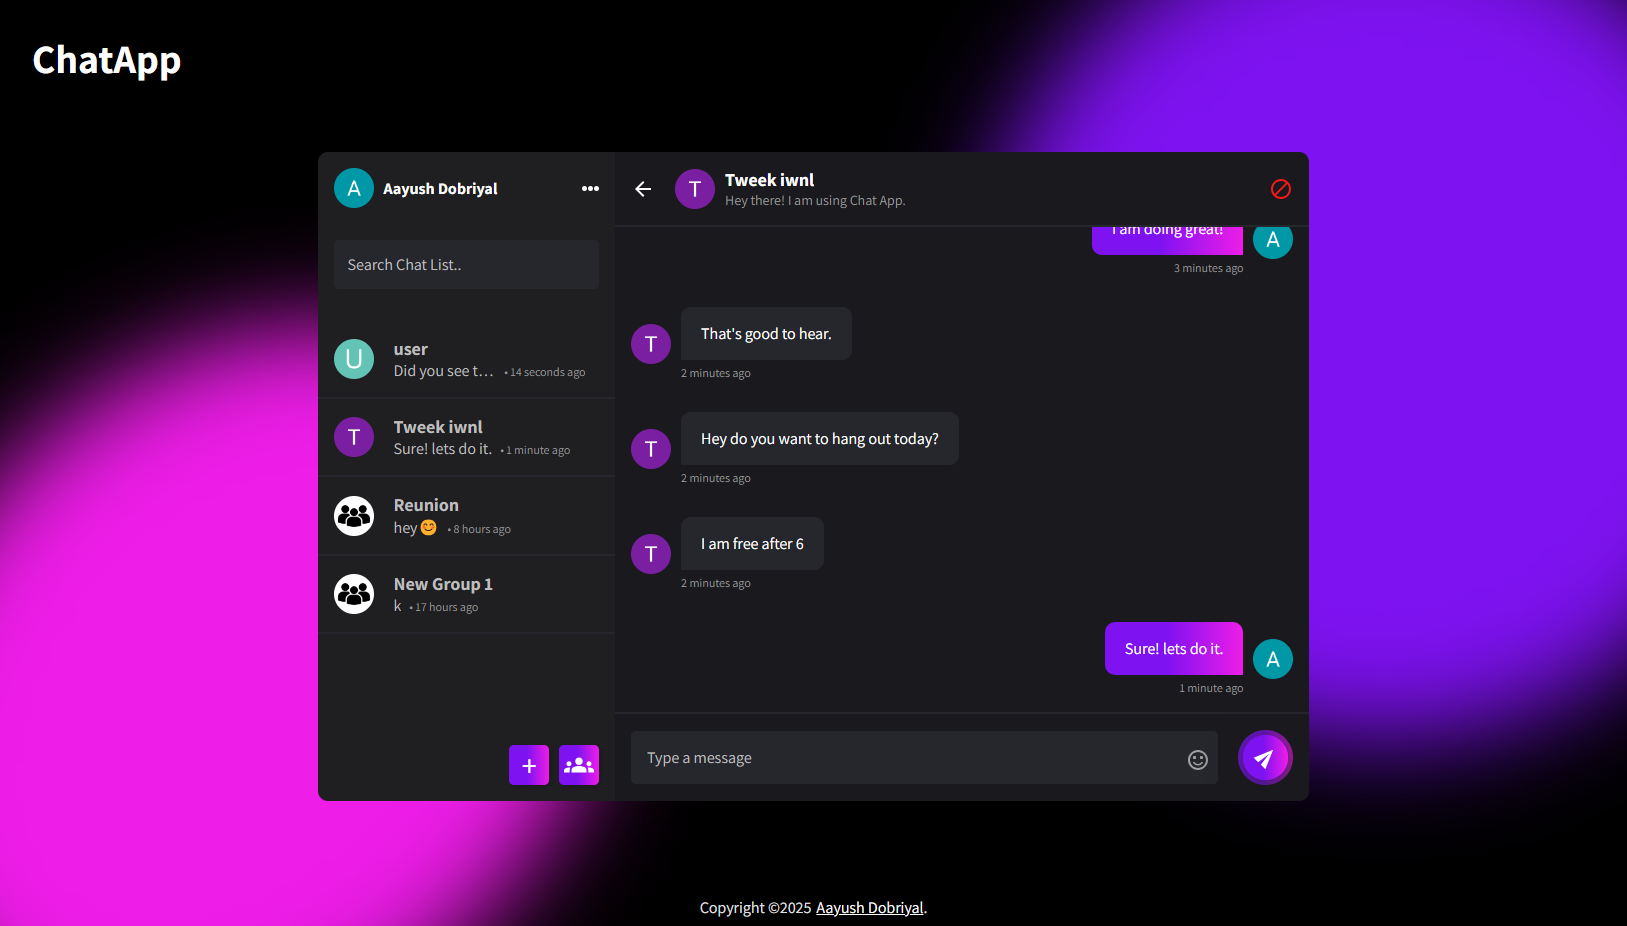 ChatApp
A
Aayush Dobriyal
Search Chat List..
U
user
Did you see t... • 14 seconds ago
T
Tweek iwnl
Sure! lets do it. • 1 minute ago
Reunion
hey 😊 • 8 hours ago
New Group 1
k • 17 hours ago
T
Tweek iwnl
Hey there! I am using Chat App.
I am doing great!
A
3 minutes ago
That's good to hear.
T
2 minutes ago
Hey do you want to hang out today?
T
2 minutes ago
I am free after 6
T
2 minutes ago
Sure! lets do it.
A
1 minute ago
Type a message
Copyright ©2025 Aayush Dobriyal.